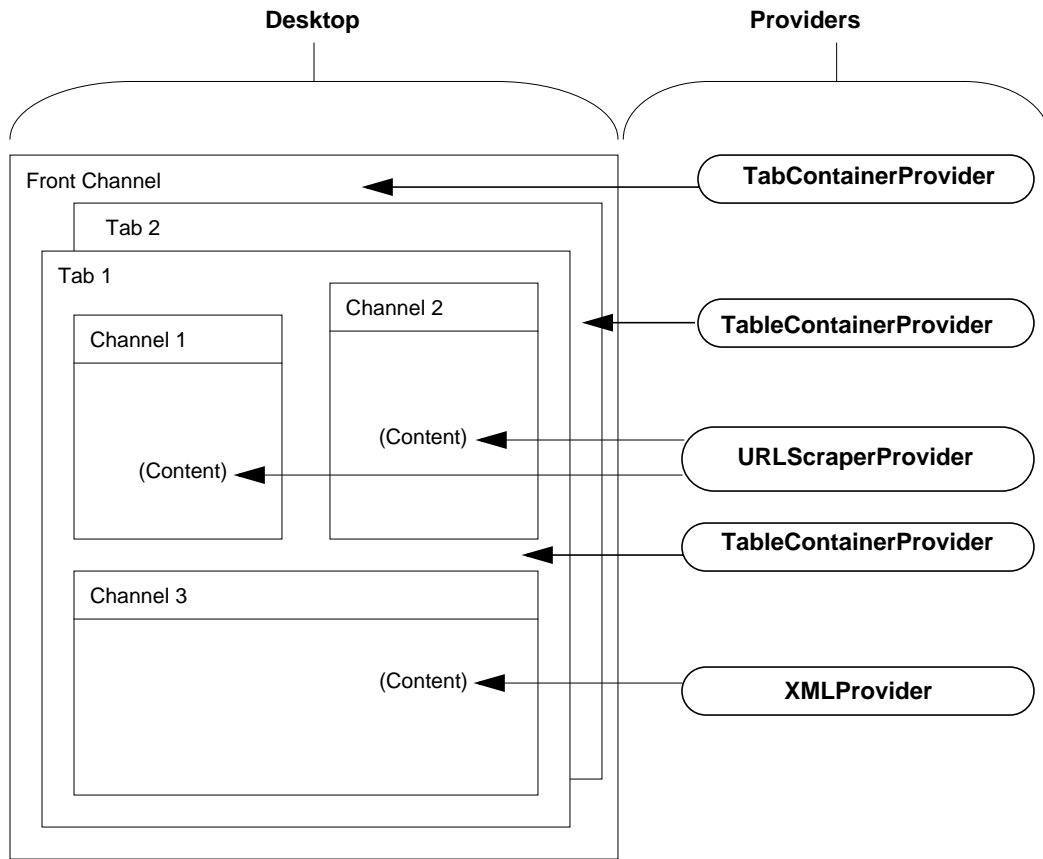 Desktop
Providers
Front Channel
TabContainerProvider
Tab 2
Tab 1
Channel 2
TableContainerProvider
Channel 1
(Content)
URLScraperProvider
(Content)
TableContainerProvider
Channel 3
(Content)
XMLProvider